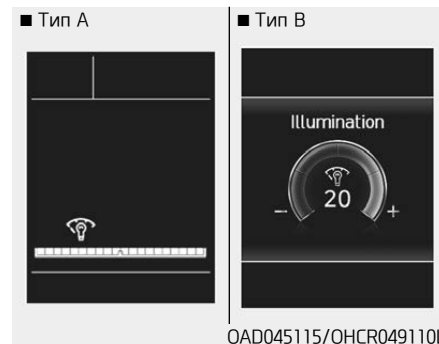 ■ Тип A
■ Тип B
Illumination
20
- +
OAD045115/OHCR049110